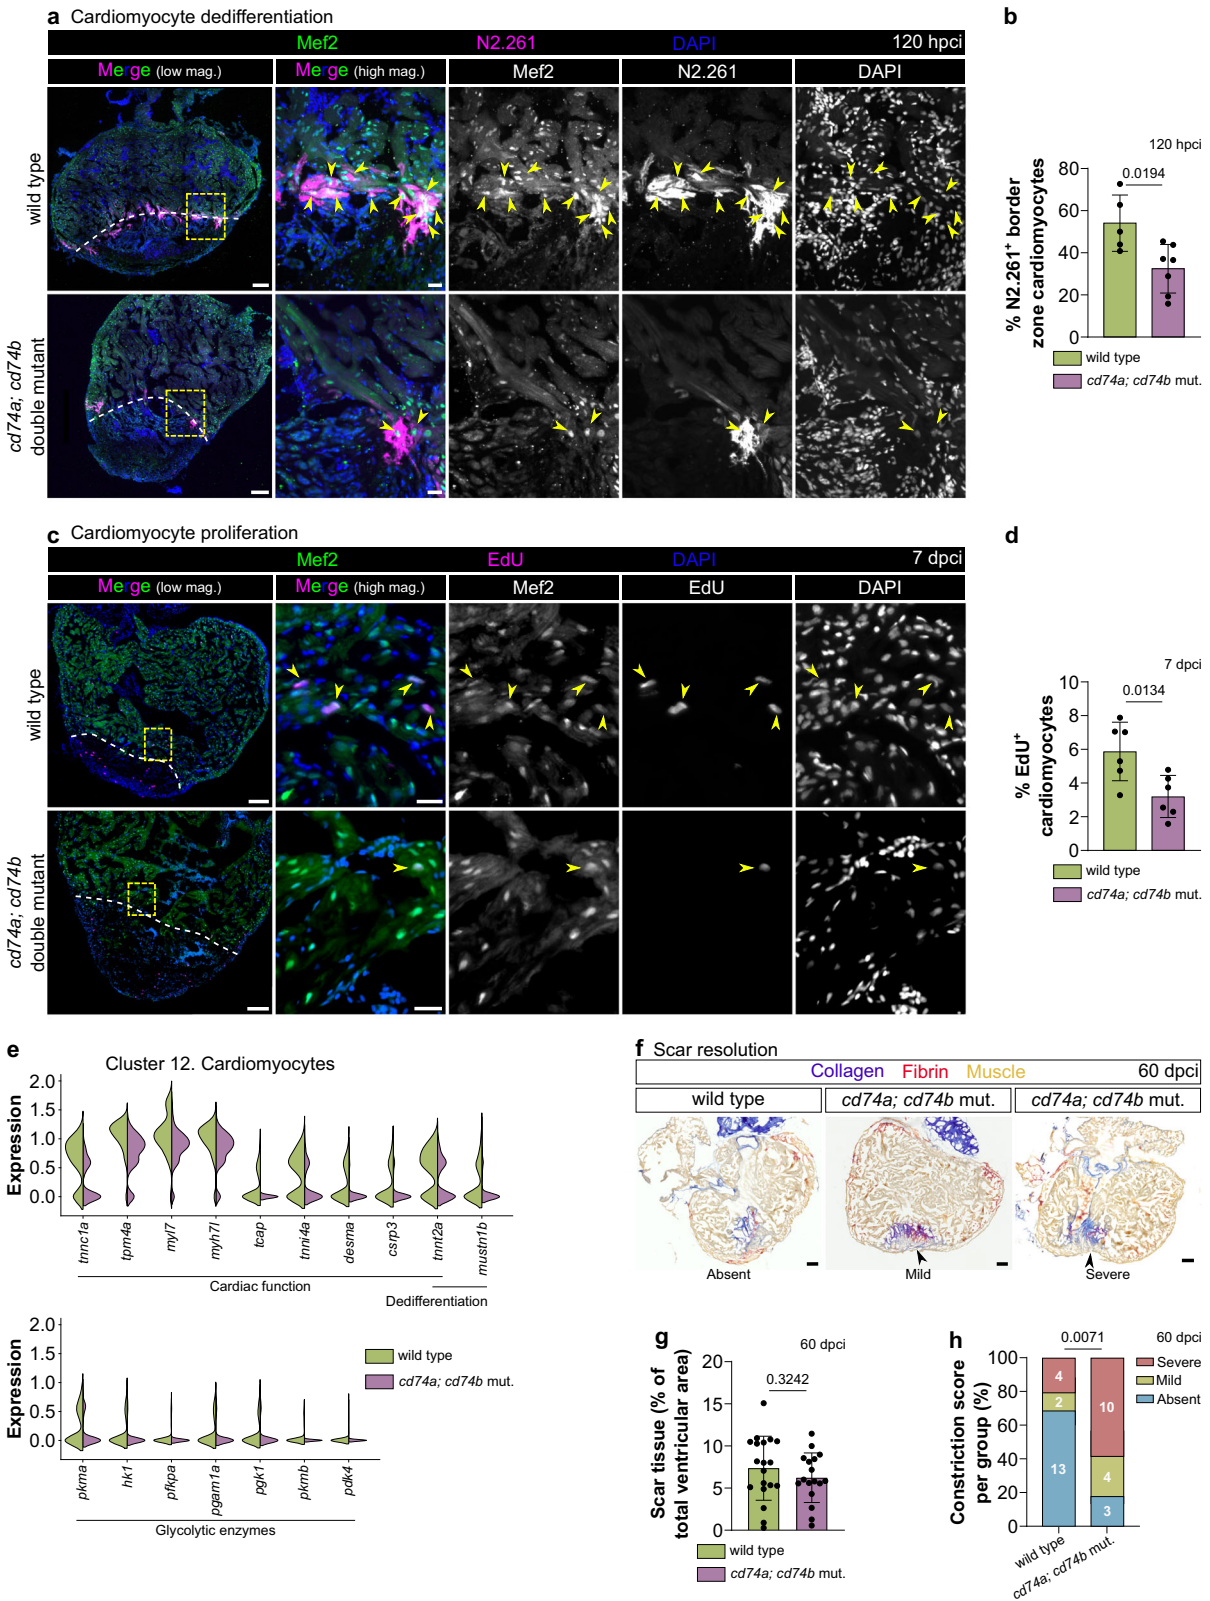 a Cardiomyocyte dedifferentiation
Mef2 N2.261 DAPI 120 hpci
Merge (low mag.) Merge (high mag.) Mef2 N2.261 DAPI
wild type
cd74a; cd74b
double mutant
b
120 hpci
% N2.261+ border
zone cardiomyocytes
80
60
40
20
0
0.0194
wild type
cd74a; cd74b mut.
c Cardiomyocyte proliferation
Mef2 EdU DAPI 7 dpci
Merge (low mag.) Merge (high mag.) Mef2 EdU DAPI
wild type
cd74a; cd74b
double mutant
d
7 dpci
% EdU+
cardiomyocytes
10
8
6
4
2
0
0.0134
wild type
cd74a; cd74b mut.
e
Cluster 12. Cardiomyocytes
Expression
2.0
1.5
1.0
0.5
0.0
tnnc1a tpm4a myl7 myh7l tcap tnni4a desma csrp3 tnnt2a mustn1b
Cardiac function
Dedifferentiation
Expression
2.0
1.5
1.0
0.5
0.0
wild type
cd74a; cd74b mut.
pkma hk1 pfkpa pgam1a pgk1 pkmb pdk4
Glycolytic enzymes
f Scar resolution
Collagen Fibrin Muscle 60 dpci
wild type cd74a; cd74b mut. cd74a; cd74b mut.
Absent Mild Severe
g
60 dpci
Scar tissue (% of
total ventricular area)
20
15
10
5
0
0.3242
wild type
cd74a; cd74b mut.
h
0.0071 60 dpci
Constriction score
per group (%)
100
80
60
40
20
0
4
2
13
10
4
3
Severe
Mild
Absent
wild type
cd74a; cd74b mut.